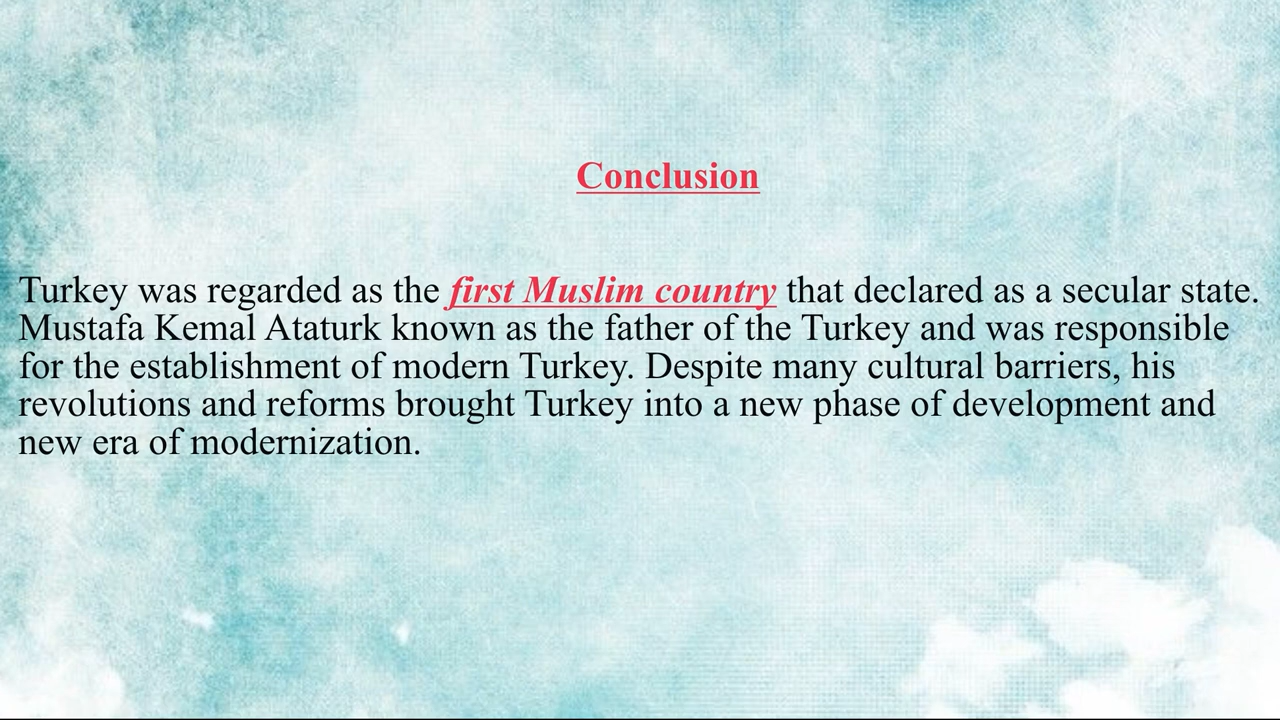 Conclusion
Turkey was regarded as the first Muslim country that declared as a secular state.
Mustafa Kemal Ataturk known as the father of the Turkey and was responsible
for the establishment of modern Turkey. Despite many cultural barriers, his
revolutions and reforms brought Turkey into a new phase of development and
new era of modernization.